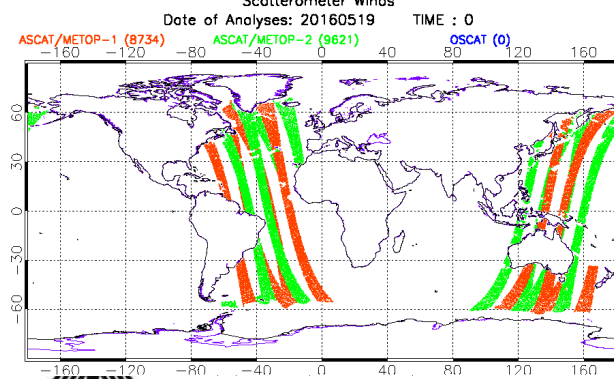 Scatterometer Winds
Date of Analyses: 20160519 TIME : 0
ASCAT/METOP-1 (8734) ASCAT/METOP-2 (9621) OSCAT (0)
-160 -120 -80 -40 0 40 80 120 160
60
30
0
-30
-60
-160 -120 -80 -40 0 40 80 120 160